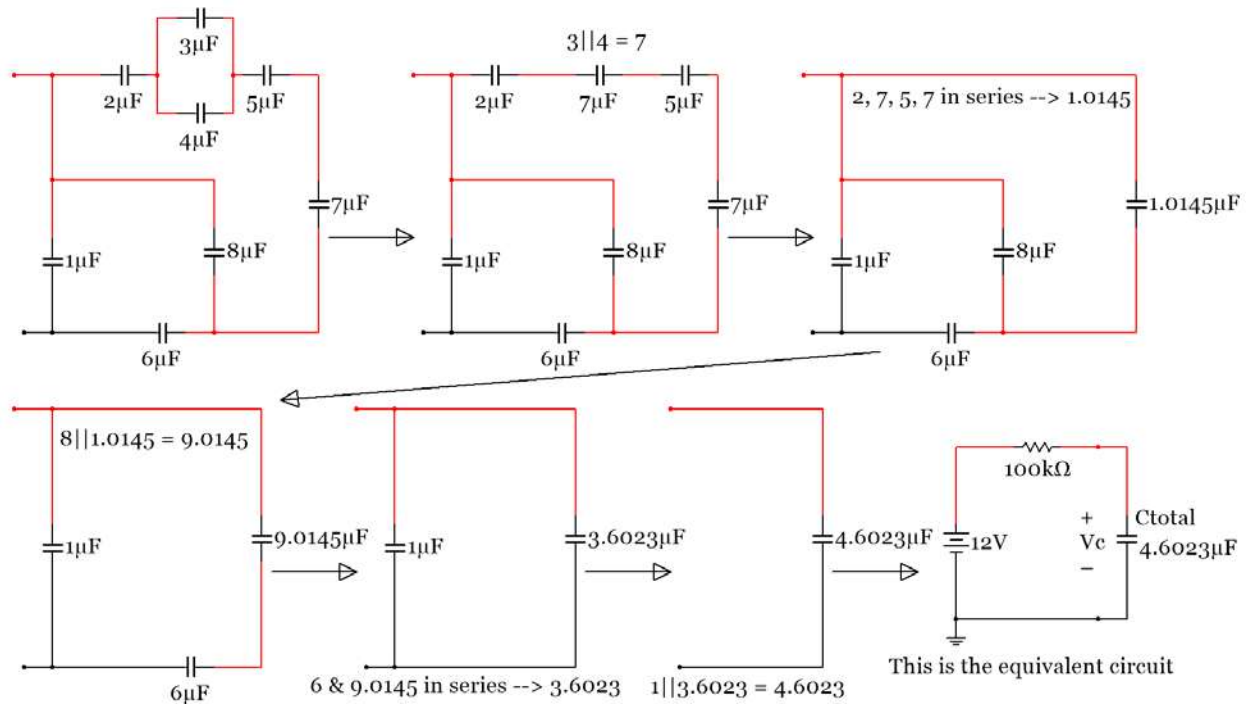 3µF
2µF
5µF
4µF
7µF
1µF
8µF
6µF
3||4 = 7
2µF
7µF
5µF
7µF
1µF
8µF
6µF
2, 7, 5, 7 in series --> 1.0145
1.0145µF
1µF
8µF
6µF
8||1.0145 = 9.0145
1µF
9.0145µF
6µF
1µF
3.6023µF
6 & 9.0145 in series --> 3.6023
4.6023µF
1||3.6023 = 4.6023
100kΩ
12V
+
Vc
−
Ctotal
4.6023µF
This is the equivalent circuit